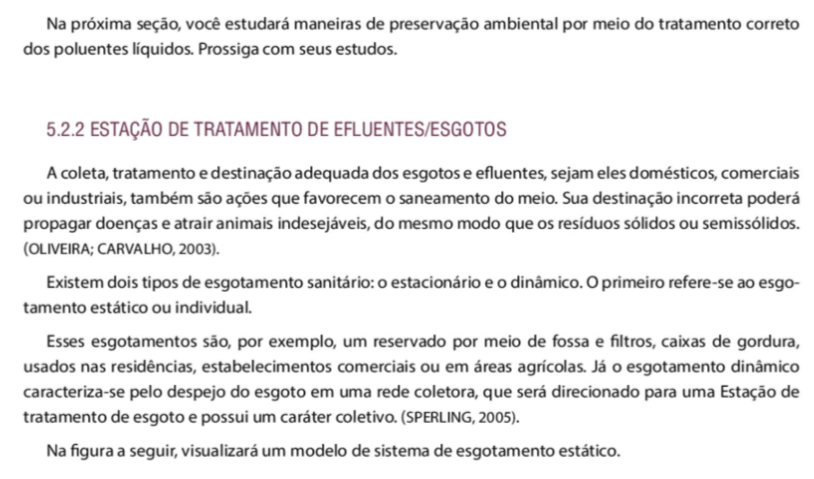 Na próxima seção, você estudará maneiras de preservação ambiental por meio do tratamento correto
dos poluentes líquidos. Prossiga com seus estudos.
5.2.2 ESTAÇÃO DE TRATAMENTO DE EFLUENTES/ESGOTOS
A coleta, tratamento e destinação adequada dos esgotos e efluentes, sejam eles domésticos, comerciais
ou industriais, também são ações que favorecem o saneamento do meio. Sua destinação incorreta poderá
propagar doenças e atrair animais indesejáveis, do mesmo modo que os resíduos sólidos ou semissólidos.
(OLIVEIRA; CARVALHO, 2003).
Existem dois tipos de esgotamento sanitário: o estacionário e o dinâmico. O primeiro refere-se ao esgo-
tamento estático ou individual.
Esses esgotamentos são, por exemplo, um reservado por meio de fossa e filtros, caixas de gordura,
usados nas residências, estabelecimentos comerciais ou em áreas agrícolas. Já o esgotamento dinâmico
caracteriza-se pelo despejo do esgoto em uma rede coletora, que será direcionado para uma Estação de
tratamento de esgoto e possui um caráter coletivo. (SPERLING, 2005).
Na figura a seguir, visualizará um modelo de sistema de esgotamento estático.